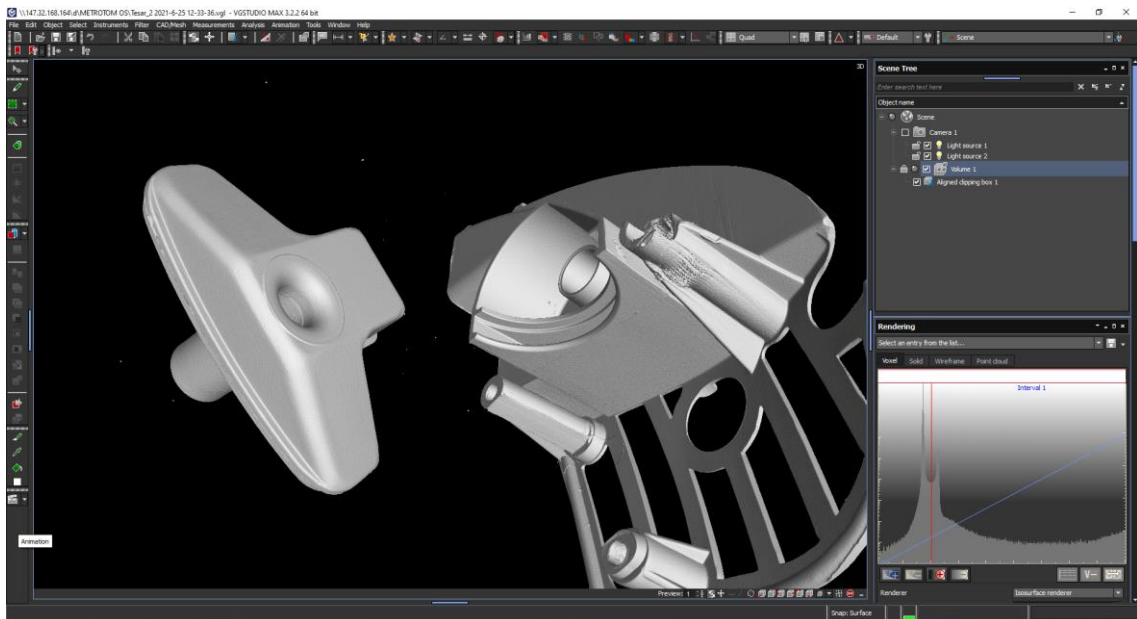 \\147.32.168.164\d\METROTOM OS\Tesar_2 2021-6-25 12-33-36.vgl - VGSTUDIO MAX 3.2.2 64 bit
File Edit Object Select Instruments Filter CAD/Mesh Measurements Analysis Animation Tools Window Help
Quad Default Scene
3D
Scene Tree
Enter search text here
Object name
Scene
Camera 1
Light source 1
Light source 2
Volume 1
Aligned clipping box 1
Rendering
Select an entry from the list...
Voxel Solid Wireframe Point cloud
Interval 1
Animation
Preview: 1
Renderer Isosurface renderer
Snap: Surface